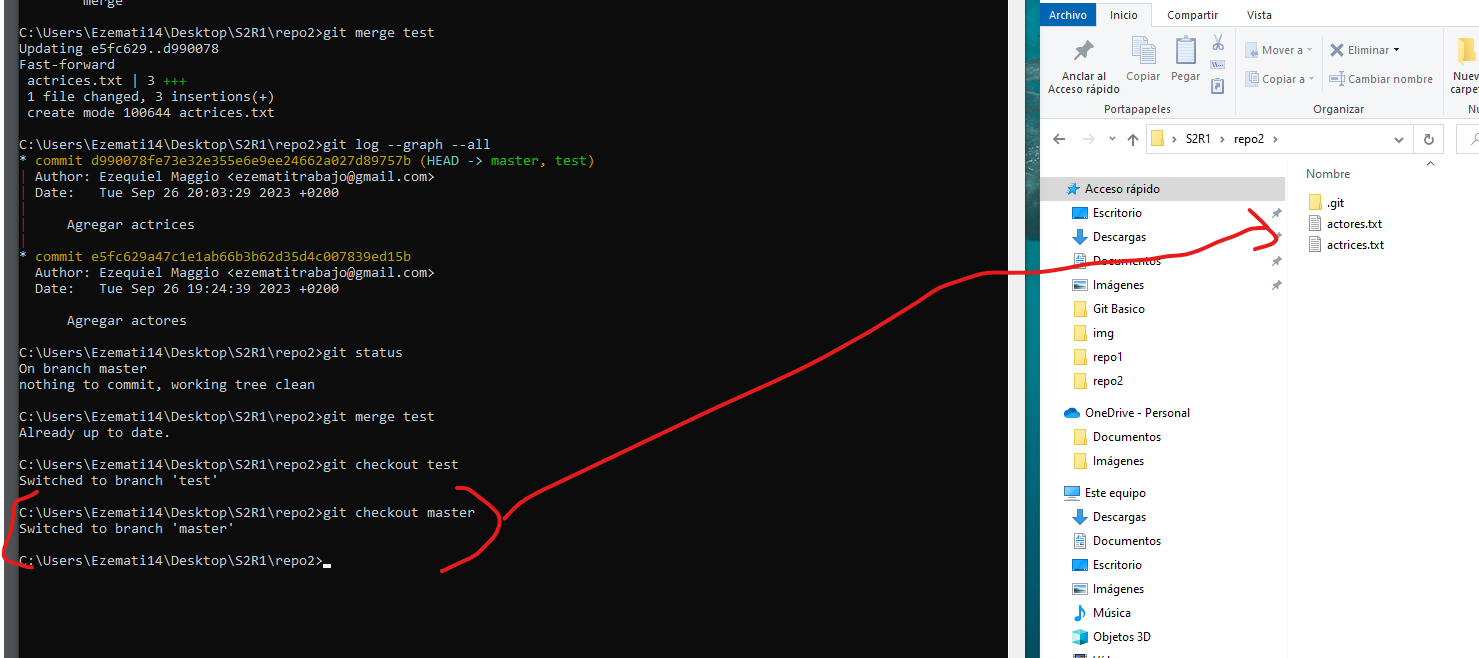 merge
C:\Users\Ezemati14\Desktop\S2R1\repo2>git merge test
Updating e5fc629..d990078
Fast-forward
actrices.txt | 3 +++
1 file changed, 3 insertions(+)
create mode 100644 actrices.txt
C:\Users\Ezemati14\Desktop\S2R1\repo2>git log --graph --all
* commit d990078fe73e32e355e6e9ee24662a027d89757b (HEAD -> master, test)
| Author: Ezequiel Maggio <ezematitrabajo@gmail.com>
| Date:   Tue Sep 26 20:03:29 2023 +0200
|
|     Agregar actrices
|
* commit e5fc629a47c1e1ab66b3b62d35d4c007839ed15b
Author: Ezequiel Maggio <ezematitrabajo@gmail.com>
Date:   Tue Sep 26 19:24:39 2023 +0200
Agregar actores
C:\Users\Ezemati14\Desktop\S2R1\repo2>git status
On branch master
nothing to commit, working tree clean
C:\Users\Ezemati14\Desktop\S2R1\repo2>git merge test
Already up to date.
C:\Users\Ezemati14\Desktop\S2R1\repo2>git checkout test
Switched to branch 'test'
C:\Users\Ezemati14\Desktop\S2R1\repo2>git checkout master
Switched to branch 'master'
C:\Users\Ezemati14\Desktop\S2R1\repo2>
Archivo Inicio Compartir Vista
Anclar al
Acceso rápido
Copiar
Pegar
Mover a
Copiar a
Eliminar
Cambiar nombre
Portapapeles
Organizar
S2R1 > repo2 >
Nombre
.git
actores.txt
actrices.txt
Acceso rápido
Escritorio
Descargas
Documentos
Imágenes
Git Basico
img
repo1
repo2
OneDrive - Personal
Documentos
Imágenes
Este equipo
Descargas
Documentos
Escritorio
Imágenes
Música
Objetos 3D